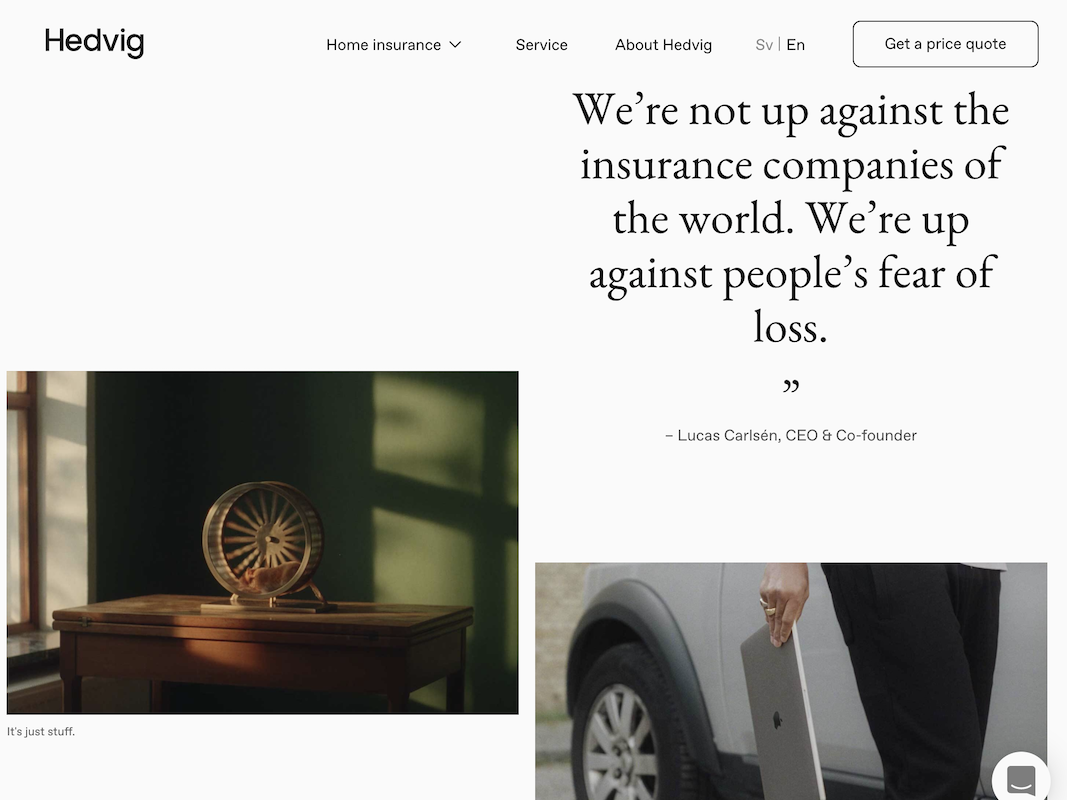 Hedvig
Home insurance
Service
About Hedvig
Sv | En
Get a price quote
We’re not up against the
insurance companies of
the world. We’re up
against people’s fear of
loss.
”
– Lucas Carlsén, CEO & Co-founder
It's just stuff.